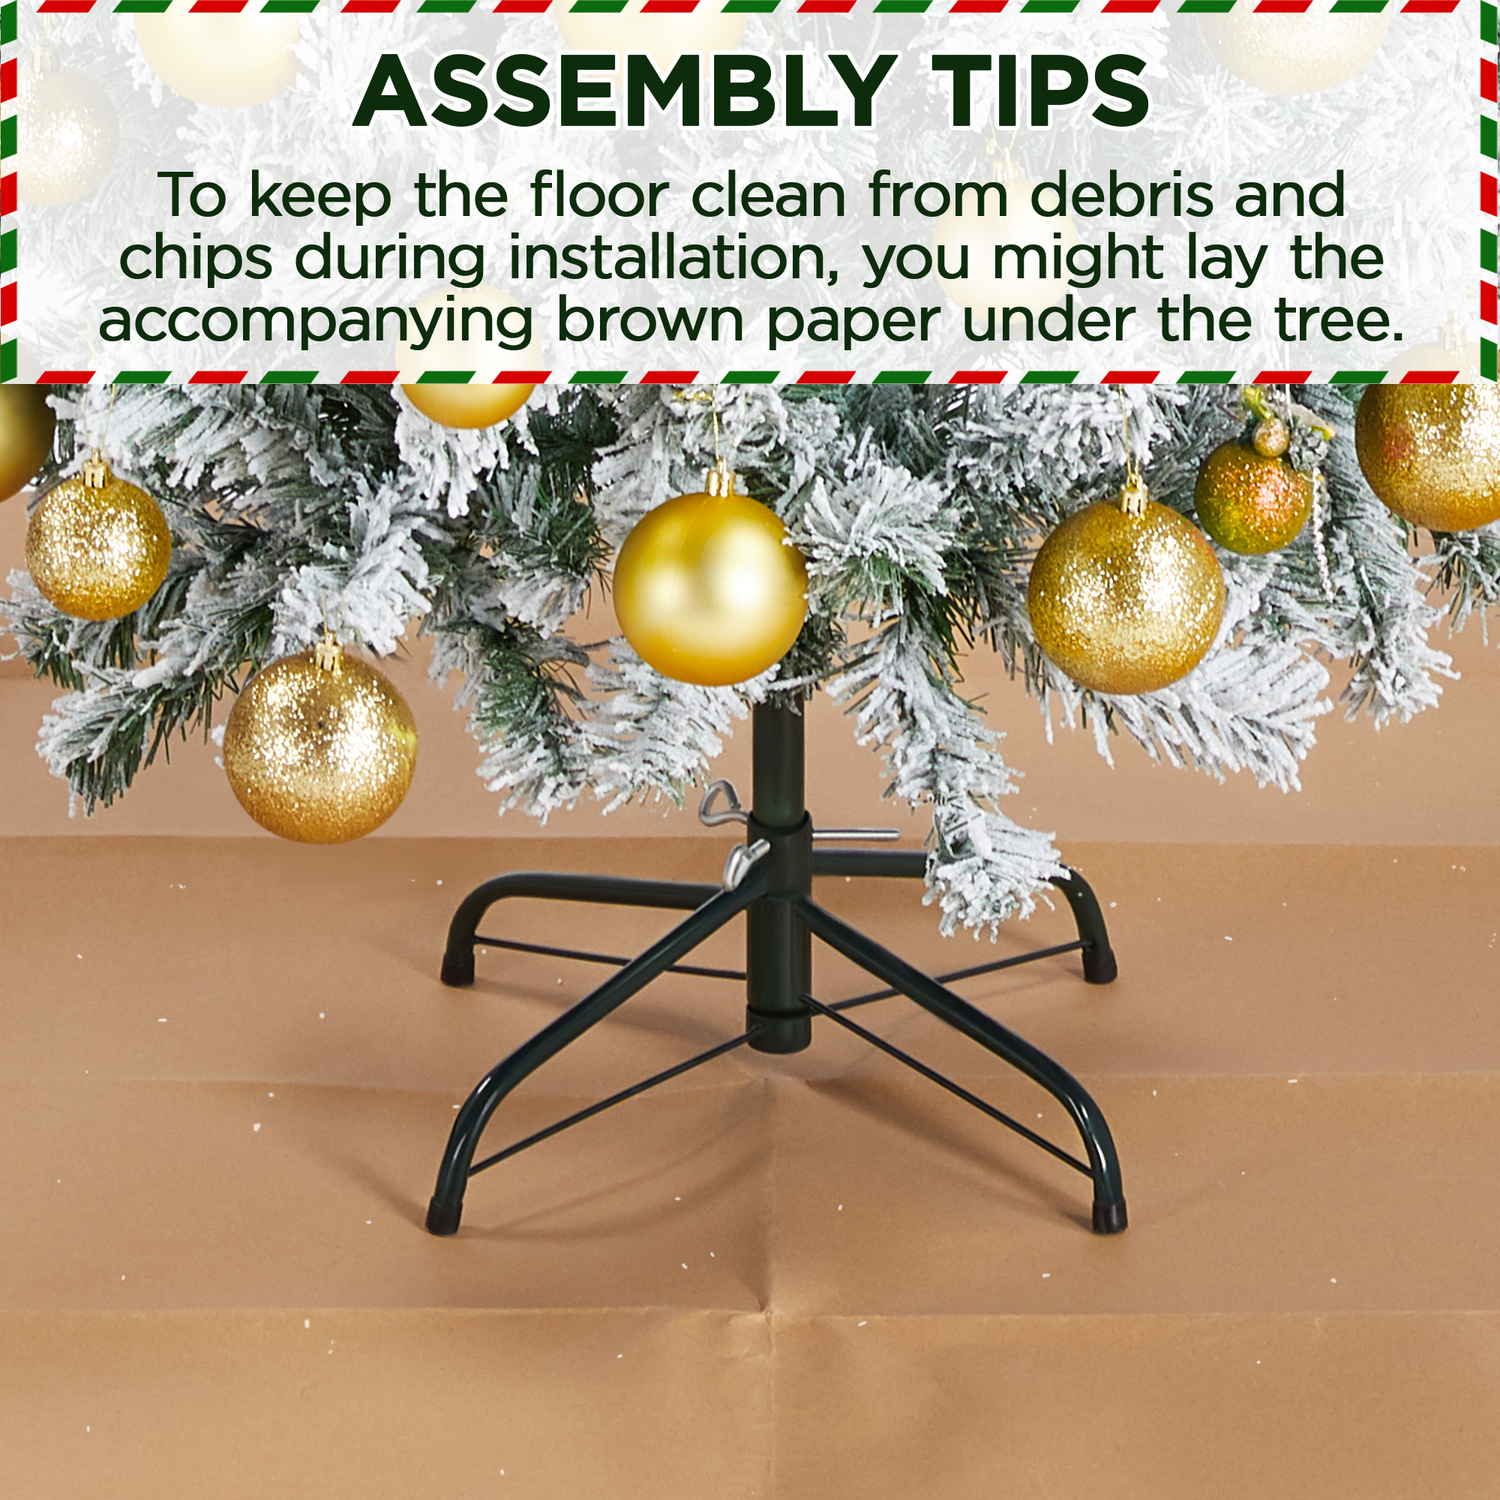 ASSEMBLY TIPS
To keep the floor clean from debris and
chips during installation, you might lay the
accompanying brown paper under the tree.